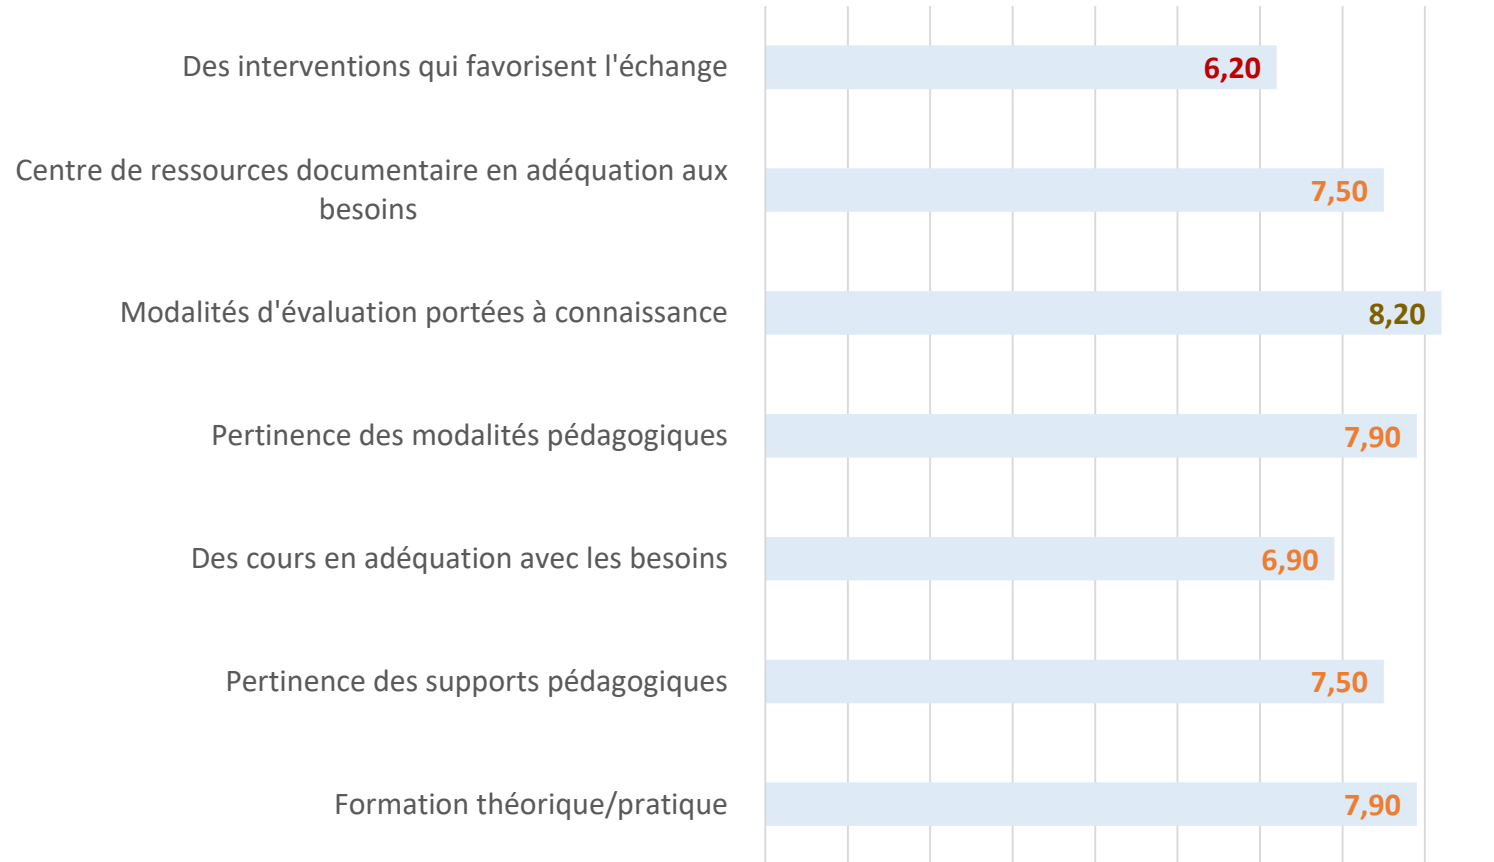 Des interventions qui favorisent l'échange
6,20
Centre de ressources documentaire en adéquation aux
besoins
7,50
Modalités d'évaluation portées à connaissance
8,20
Pertinence des modalités pédagogiques
7,90
Des cours en adéquation avec les besoins
6,90
Pertinence des supports pédagogiques
7,50
Formation théorique/pratique
7,90